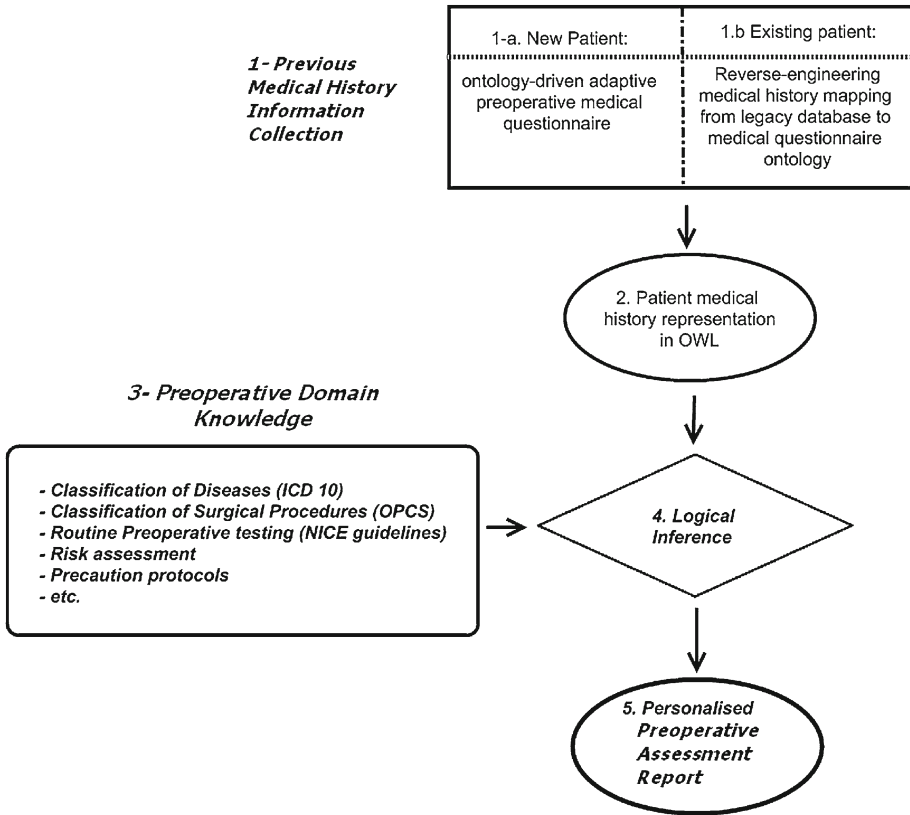 1- Previous
Medical History
Information
Collection
1-a. New Patient:
ontology-driven adaptive
preoperative medical
questionnaire
1.b Existing patient:
Reverse-engineering
medical history mapping
from legacy database to
medical questionnaire
ontology
2. Patient medical
history representation
in OWL
3- Preoperative Domain
Knowledge
- Classification of Diseases (ICD 10)
- Classification of Surgical Procedures (OPCS)
- Routine Preoperative testing (NICE guidelines)
- Risk assessment
- Precaution protocols
- etc.
4. Logical
Inference
5. Personalised
Preoperative
Assessment
Report